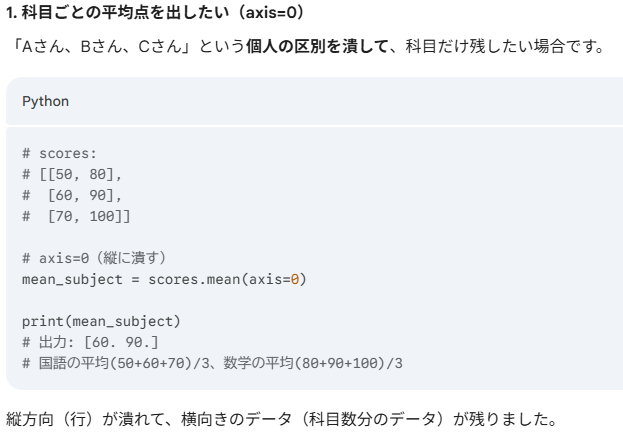 1. 科目ごとの平均点を出したい（axis=0）
「Aさん、Bさん、Cさん」という個人の区別を潰して、科目だけ残したい場合です。
Python
# scores:
# [[50, 80],
#  [60, 90],
#  [70, 100]]
# axis=0（縦に潰す）
mean_subject = scores.mean(axis=0)
print(mean_subject)
# 出力: [60. 90.]
# 国語の平均(50+60+70)/3、数学の平均(80+90+100)/3
縦方向（行）が潰れて、横向きのデータ（科目数分のデータ）が残りました。